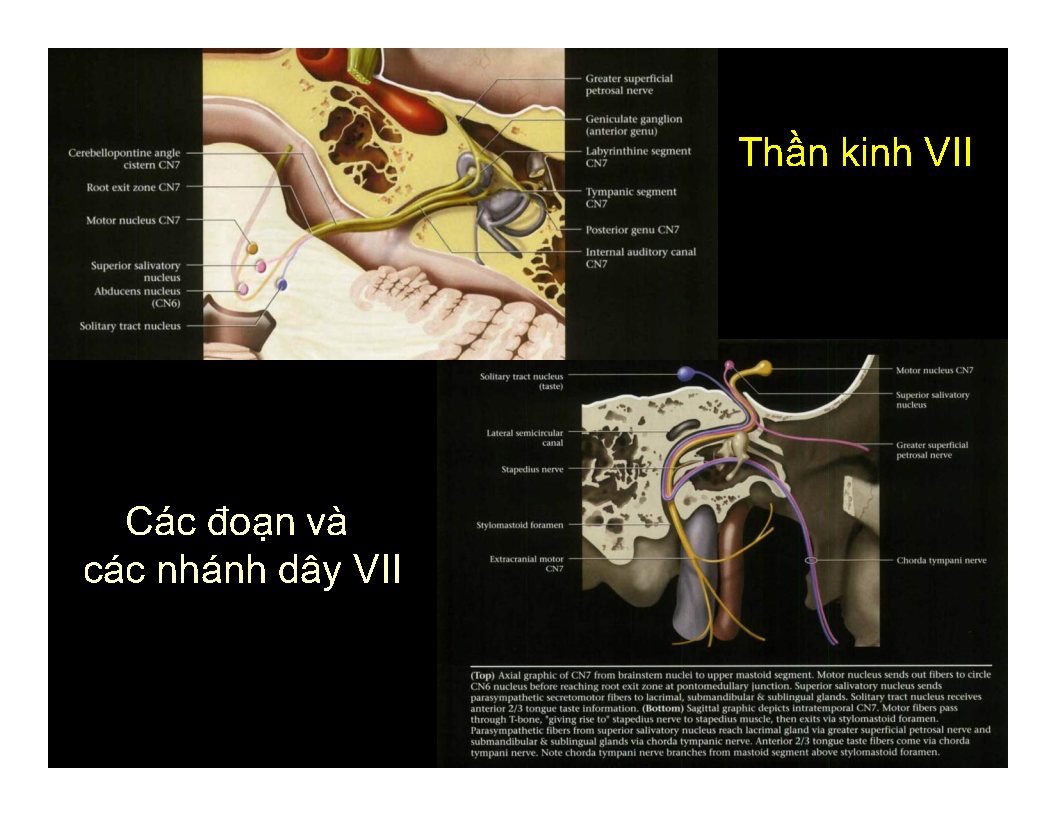 Greater superficial
petrosal nerve
Geniculate ganglion
(anterior genu)
Labyrinthine segment
CN7
Tympanic segment
CN7
Posterior genu CN7
Internal auditory canal
CN7
Cerebellopontine angle
cistern CN7
Root exit zone CN7
Motor nucleus CN7
Superior salivatory
nucleus
Abducens nucleus
(CN6)
Solitary tract nucleus
Thần kinh VII
Các đoạn và
các nhánh dây VII
Solitary tract nucleus
(taste)
Lateral semicircular
canal
Stapedius nerve
Stylomastoid foramen
Extracranial motor
CN7
Motor nucleus CN7
Superior salivatory
nucleus
Greater superficial
petrosal nerve
Chorda tympani nerve
(Top) Axial graphic of CN7 from brainstem nuclei to upper mastoid segment. Motor nucleus sends out fibers to circle
CN6 nucleus before reaching root exit zone at pontomedullary junction. Superior salivary nucleus sends
parasympathetic secretomotor fibers to lacrimal, submandibular & sublingual glands. Solitary tract nucleus receives
anterior 2/3 tongue taste information. (Bottom) Sagittal graphic depicts intratemporal CN7. Motor fibers pass
through T-bone, "giving rise to" stapedius nerve to stapedius muscle, then exits via stylomastoid foramen.
Parasympathetic fibers from superior salivatory nucleus reach lacrimal gland via greater superficial petrosal nerve and
submandibular & sublingual glands via chorda tympanic nerve. Anterior 2/3 tongue taste fibers come via chorda
tympani nerve. Note chorda tympani nerve branches from mastoid segment above stylomastoid foramen.